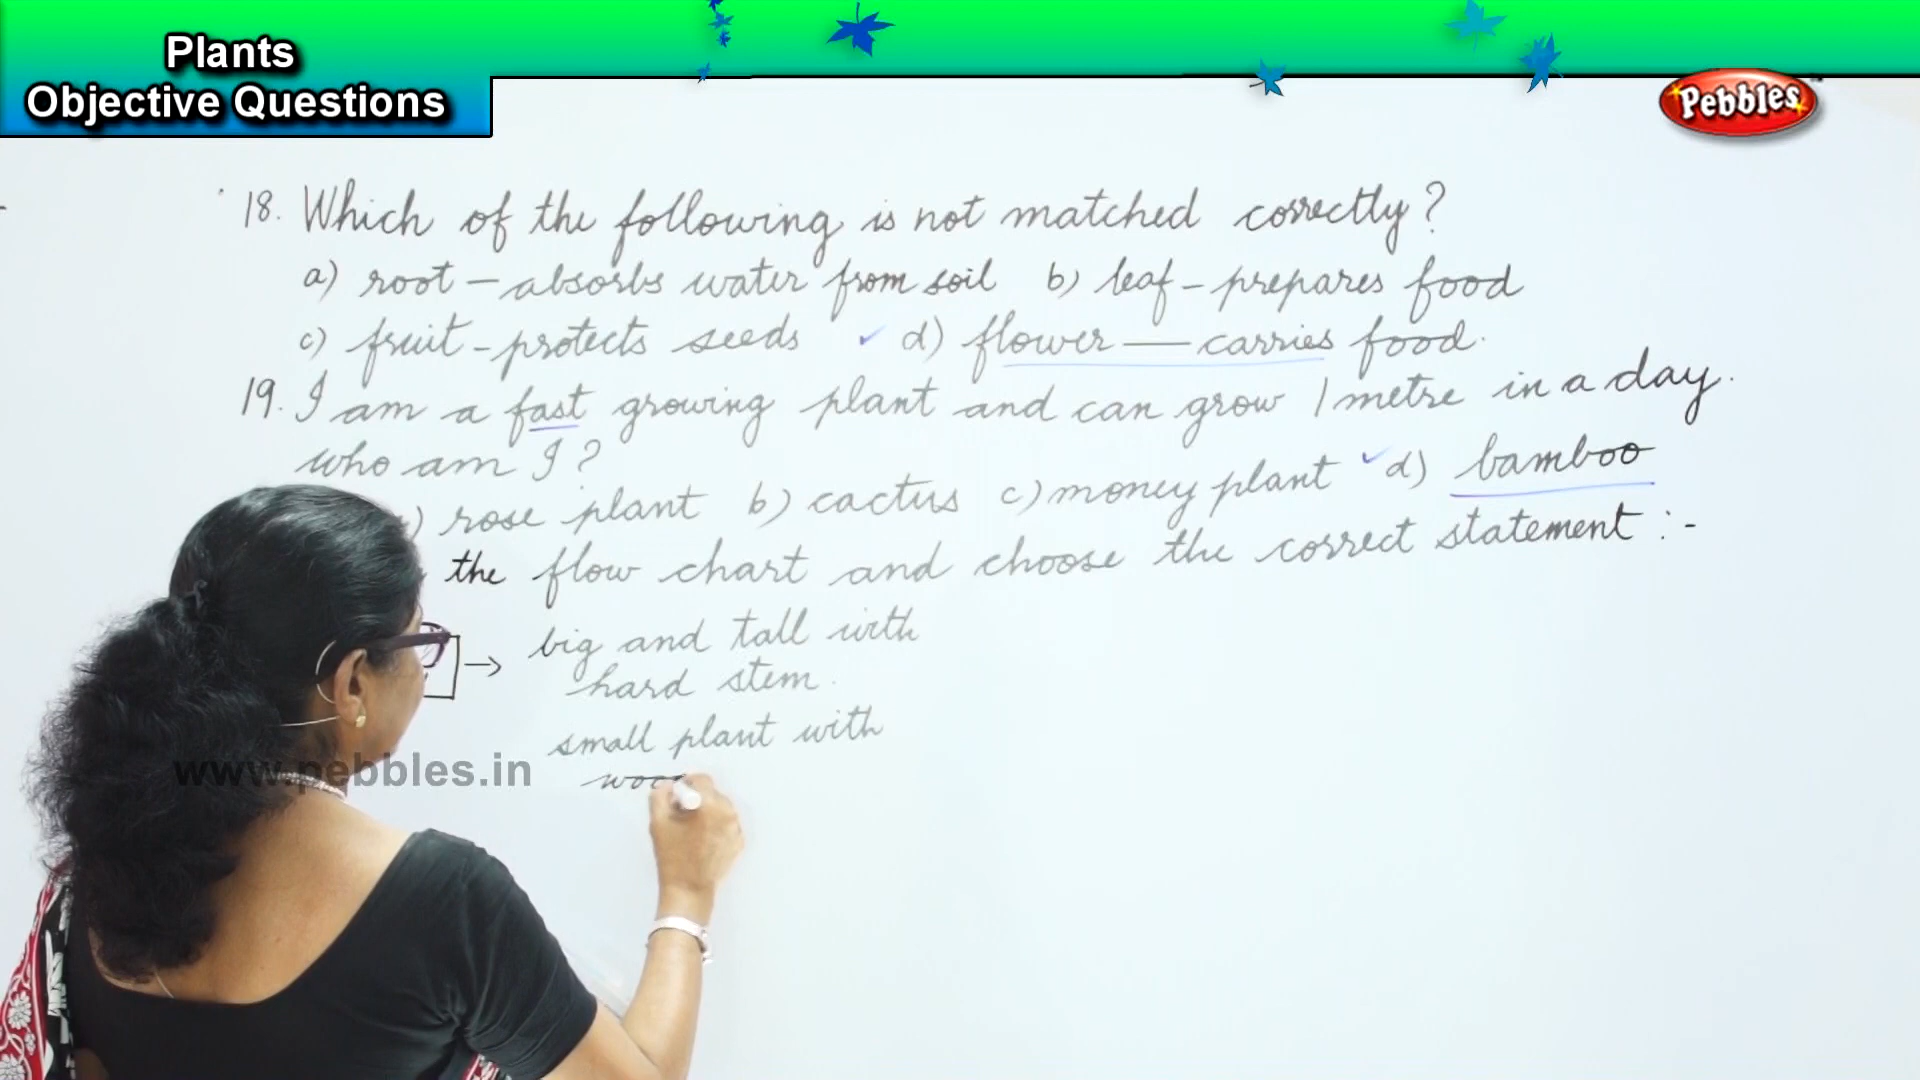 Plants
Objective Questions
Pebbles
18. Which of the following is not matched correctly?
a) root – absorbs water from soil b) leaf – prepares food
c) fruit – protects seeds ✓ d) flower — carries food.
19. I am a fast growing plant and can grow 1 metre in a day.
who am I?
) rose plant b) cactus c) money plant ✓ d) bamboo
the flow chart and choose the correct statement :-
→ big and tall with
hard stem.
small plant with
www.pebbles.in